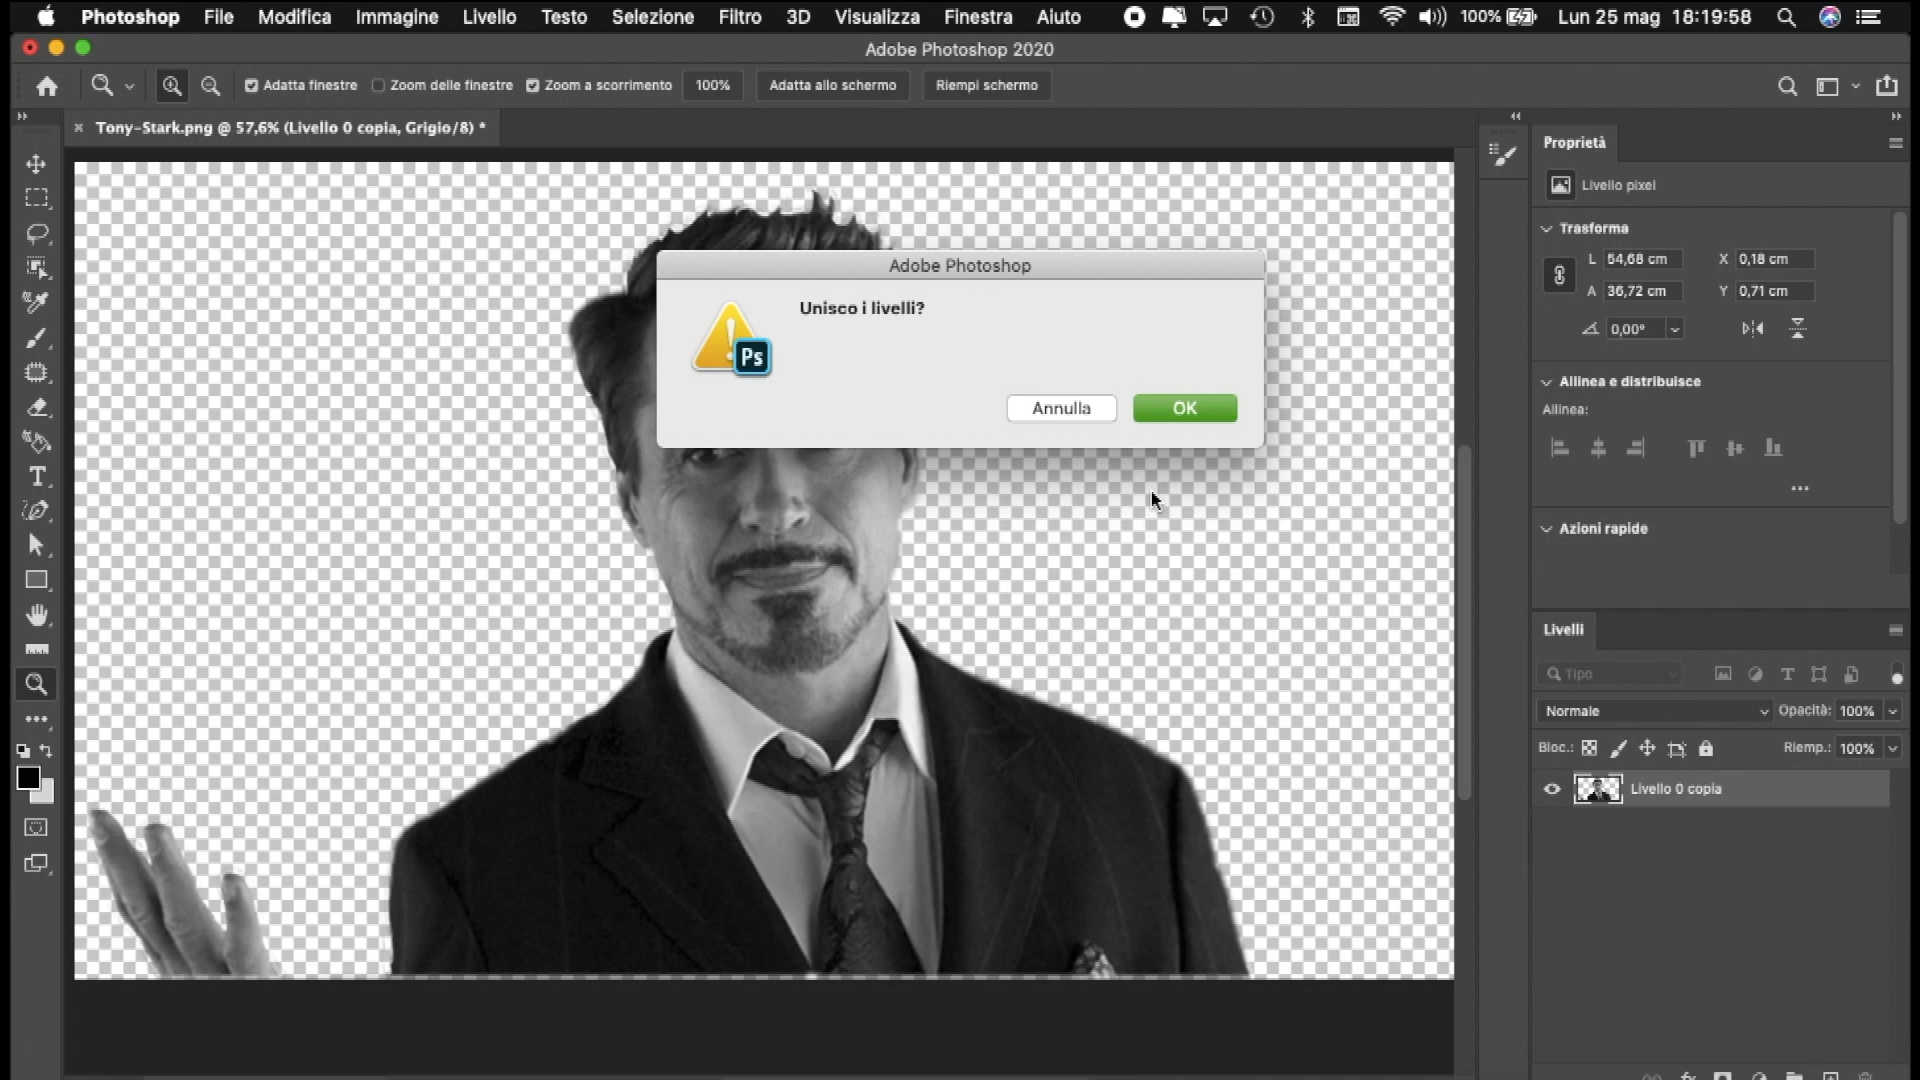 Photoshop File Modifica Immagine Livello Testo Selezione Filtro 3D Visualizza Finestra Aiuto 100% Lun 25 mag 18:19:58
Adobe Photoshop 2020
Adatta finestre Zoom delle finestre Zoom a scorrimento 100% Adatta allo schermo Riempi schermo
Tony-Stark.png @ 57,6% (Livello 0 copia, Grigio/8) *
Adobe Photoshop
Unisco i livelli?
Ps
Annulla OK
Proprietà
Livello pixel
Trasforma
L 54,68 cm X 0,18 cm
A 36,72 cm Y 0,71 cm
0,00°
Allinea e distribuisce
Allinea:
Azioni rapide
Livelli
Tipo
Normale Opacità: 100%
Bloc.: Riemp.: 100%
Livello 0 copia